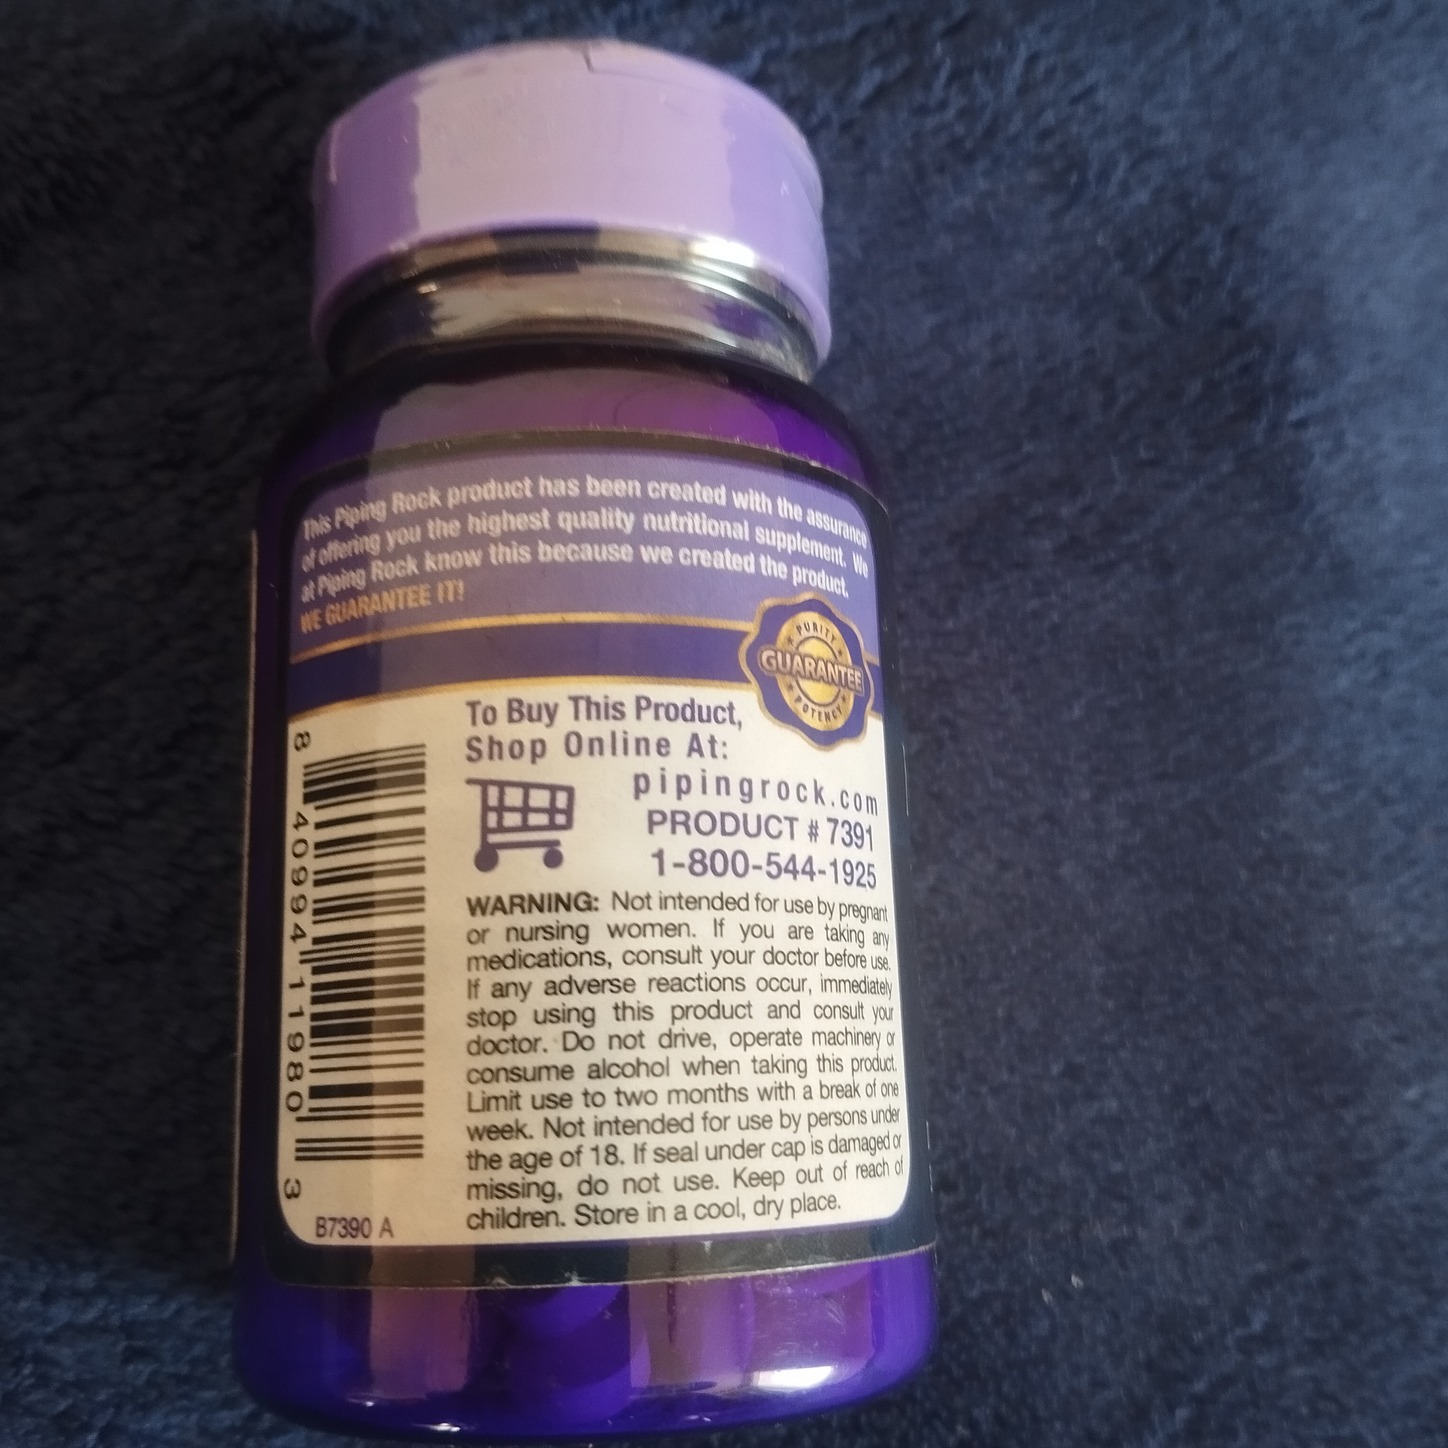 This Piping Rock product has been created with the assurance
of offering you the highest quality nutritional supplement. We
at Piping Rock know this because we created the product.
WE GUARANTEE IT!
PURITY
GUARANTEE
POTENCY
To Buy This Product,
Shop Online At:
pipingrock.com
PRODUCT # 7391
1-800-544-1925
WARNING: Not intended for use by pregnant
or nursing women. If you are taking any
medications, consult your doctor before use.
If any adverse reactions occur, immediately
stop using this product and consult your
doctor. Do not drive, operate machinery or
consume alcohol when taking this product.
Limit use to two months with a break of one
week. Not intended for use by persons under
the age of 18. If seal under cap is damaged or
missing, do not use. Keep out of reach of
children. Store in a cool, dry place.
8 40994 11980 3
B7390 A